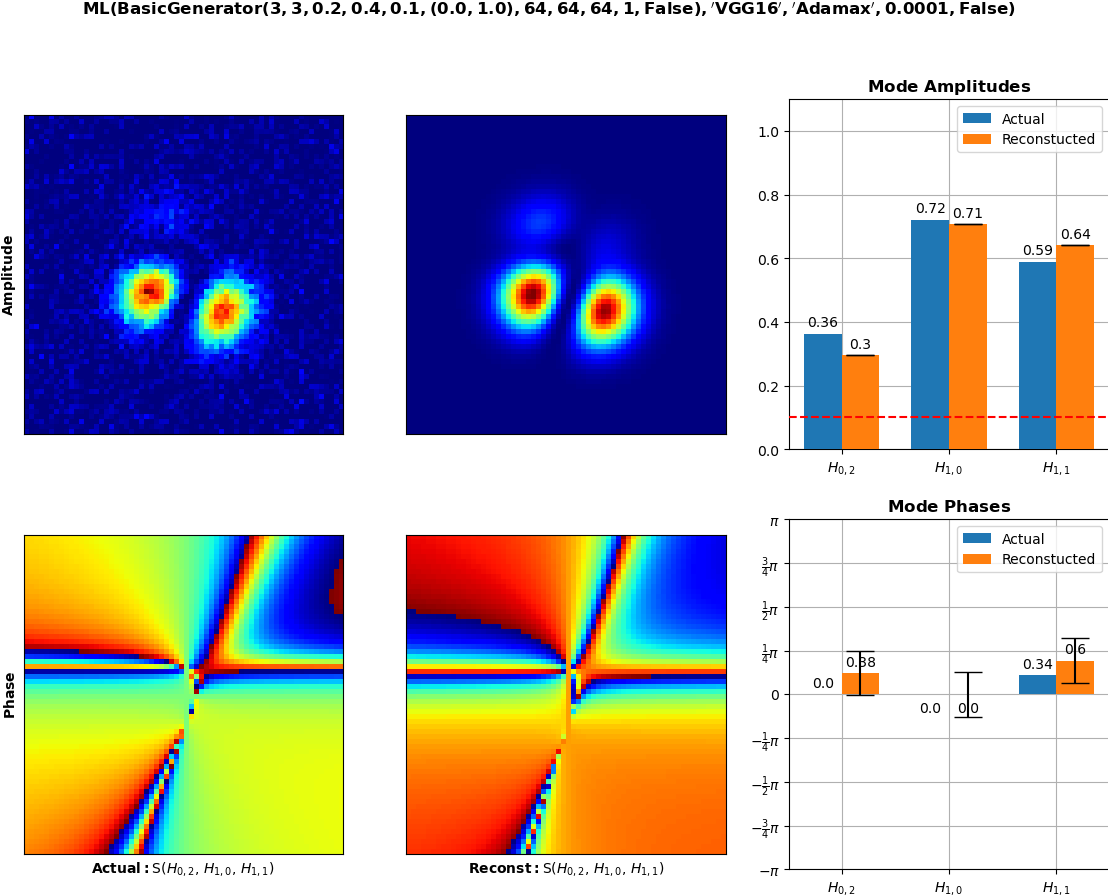 ML(BasicGenerator(3, 3, 0.2, 0.4, 0.1, (0.0, 1.0), 64, 64, 64, 1, False), ′VGG16′, ′Adamax′, 0.0001, False)
Amplitude
Mode Amplitudes
Actual
Reconstucted
1.0
0.8
0.6
0.4
0.2
0.0
0.36
0.3
0.72
0.71
0.59
0.64
H0, 2
H1, 0
H1, 1
Phase
Actual: S(H0, 2, H1, 0, H1, 1)
Reconst: S(H0, 2, H1, 0, H1, 1)
Mode Phases
Actual
Reconstucted
π
3/4π
1/2π
1/4π
0
−1/4π
−1/2π
−3/4π
−π
0.0
0.38
0.0
0.0
0.34
0.6
H0, 2
H1, 0
H1, 1